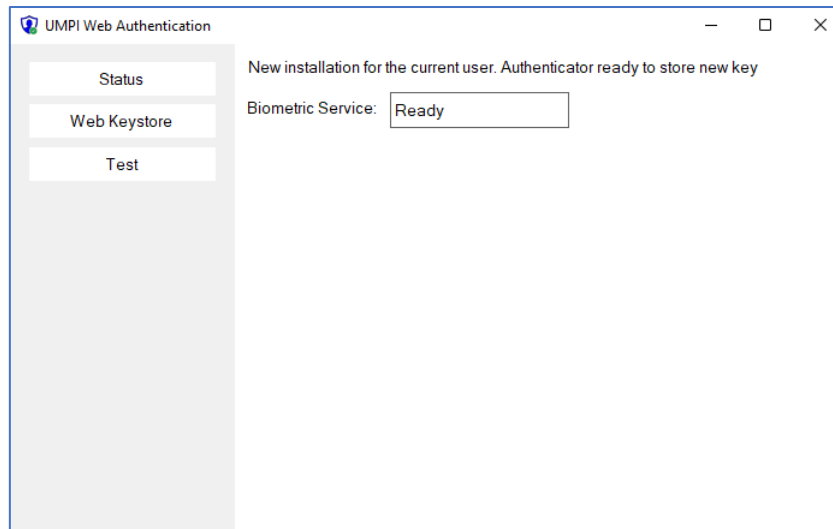 UMPI Web Authentication
Status
Web Keystore
Test
New installation for the current user. Authenticator ready to store new key
Biometric Service: Ready